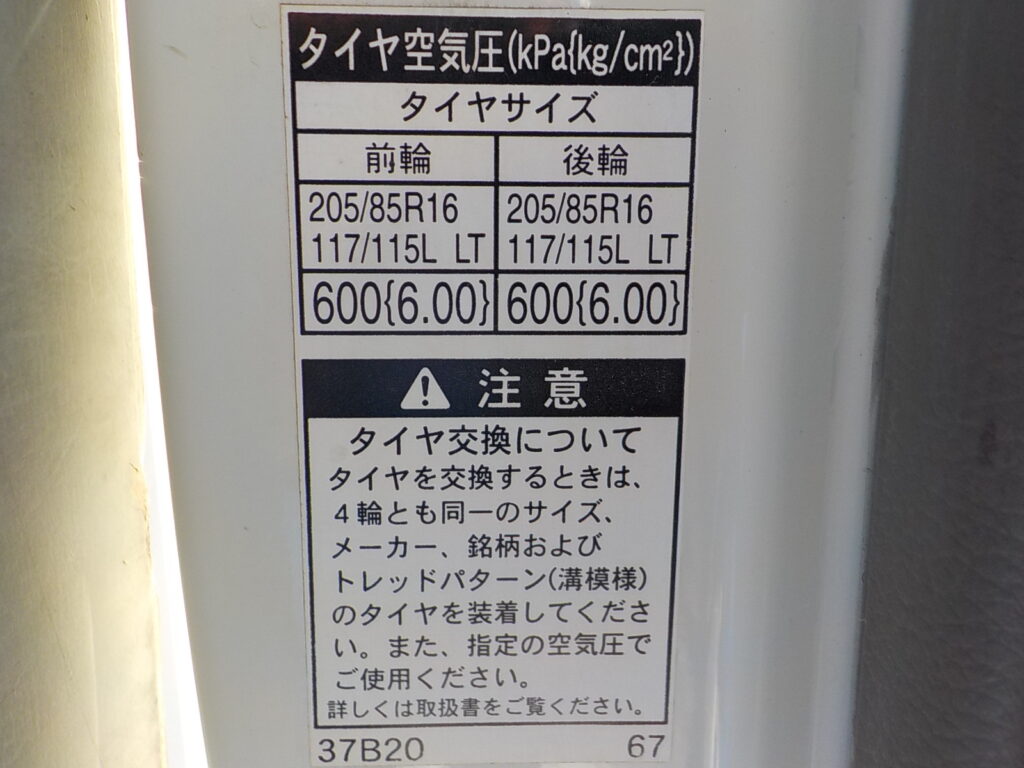 タイヤ空気圧(kPa{kg/cm²})
タイヤサイズ
前輪 後輪
205/85R16 205/85R16
117/115L LT 117/115L LT
600{6.00} 600{6.00}
注意
タイヤ交換について
タイヤを交換するときは、
4輪とも同一のサイズ、
メーカー、銘柄および
トレッドパターン(溝模様)
のタイヤを装着してくださ
い。また、指定の空気圧で
ご使用ください。
詳しくは取扱書をご覧ください。
37B20 67